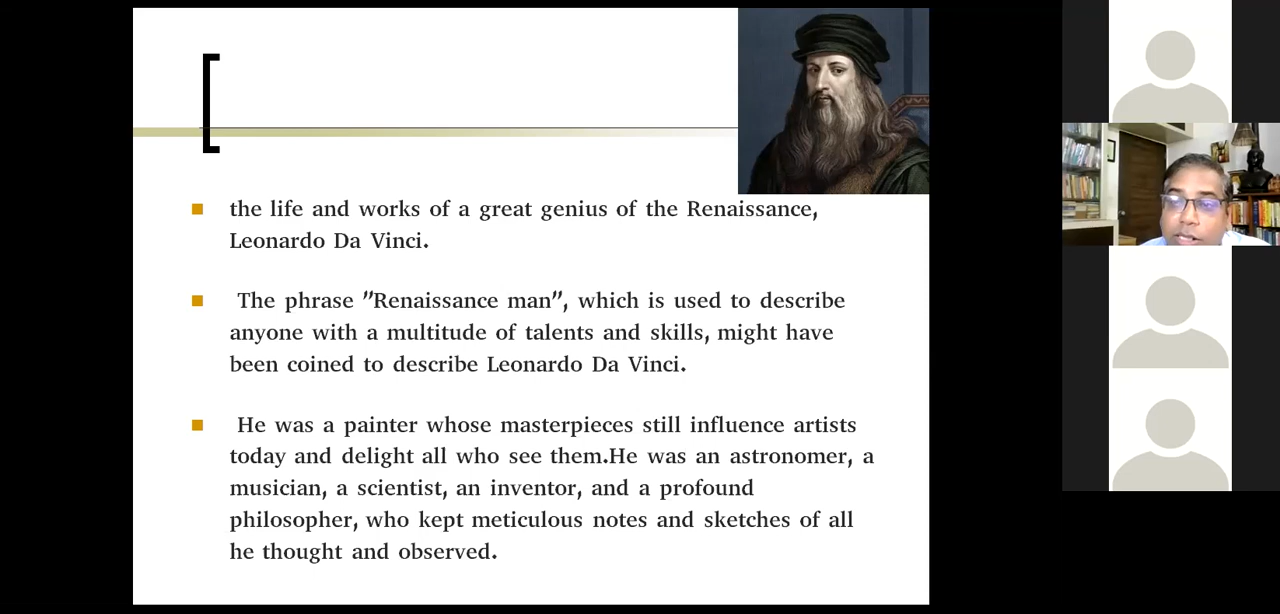 the life and works of a great genius of the Renaissance,
Leonardo Da Vinci.
The phrase "Renaissance man", which is used to describe
anyone with a multitude of talents and skills, might have
been coined to describe Leonardo Da Vinci.
He was a painter whose masterpieces still influence artists
today and delight all who see them.He was an astronomer, a
musician, a scientist, an inventor, and a profound
philosopher, who kept meticulous notes and sketches of all
he thought and observed.